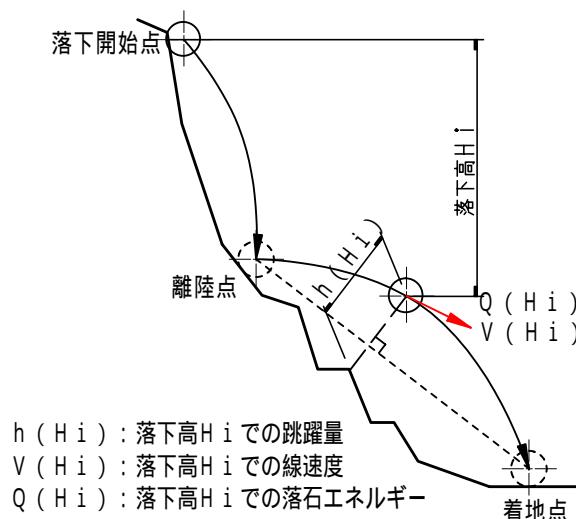 落下開始点
落下高Ｈｉ
ｈ（Ｈｉ）
離陸点
Ｑ（Ｈｉ）
Ｖ（Ｈｉ）
ｈ（Ｈｉ）：落下高Ｈｉでの跳躍量
Ｖ（Ｈｉ）：落下高Ｈｉでの線速度
Ｑ（Ｈｉ）：落下高Ｈｉでの落石エネルギー
着地点